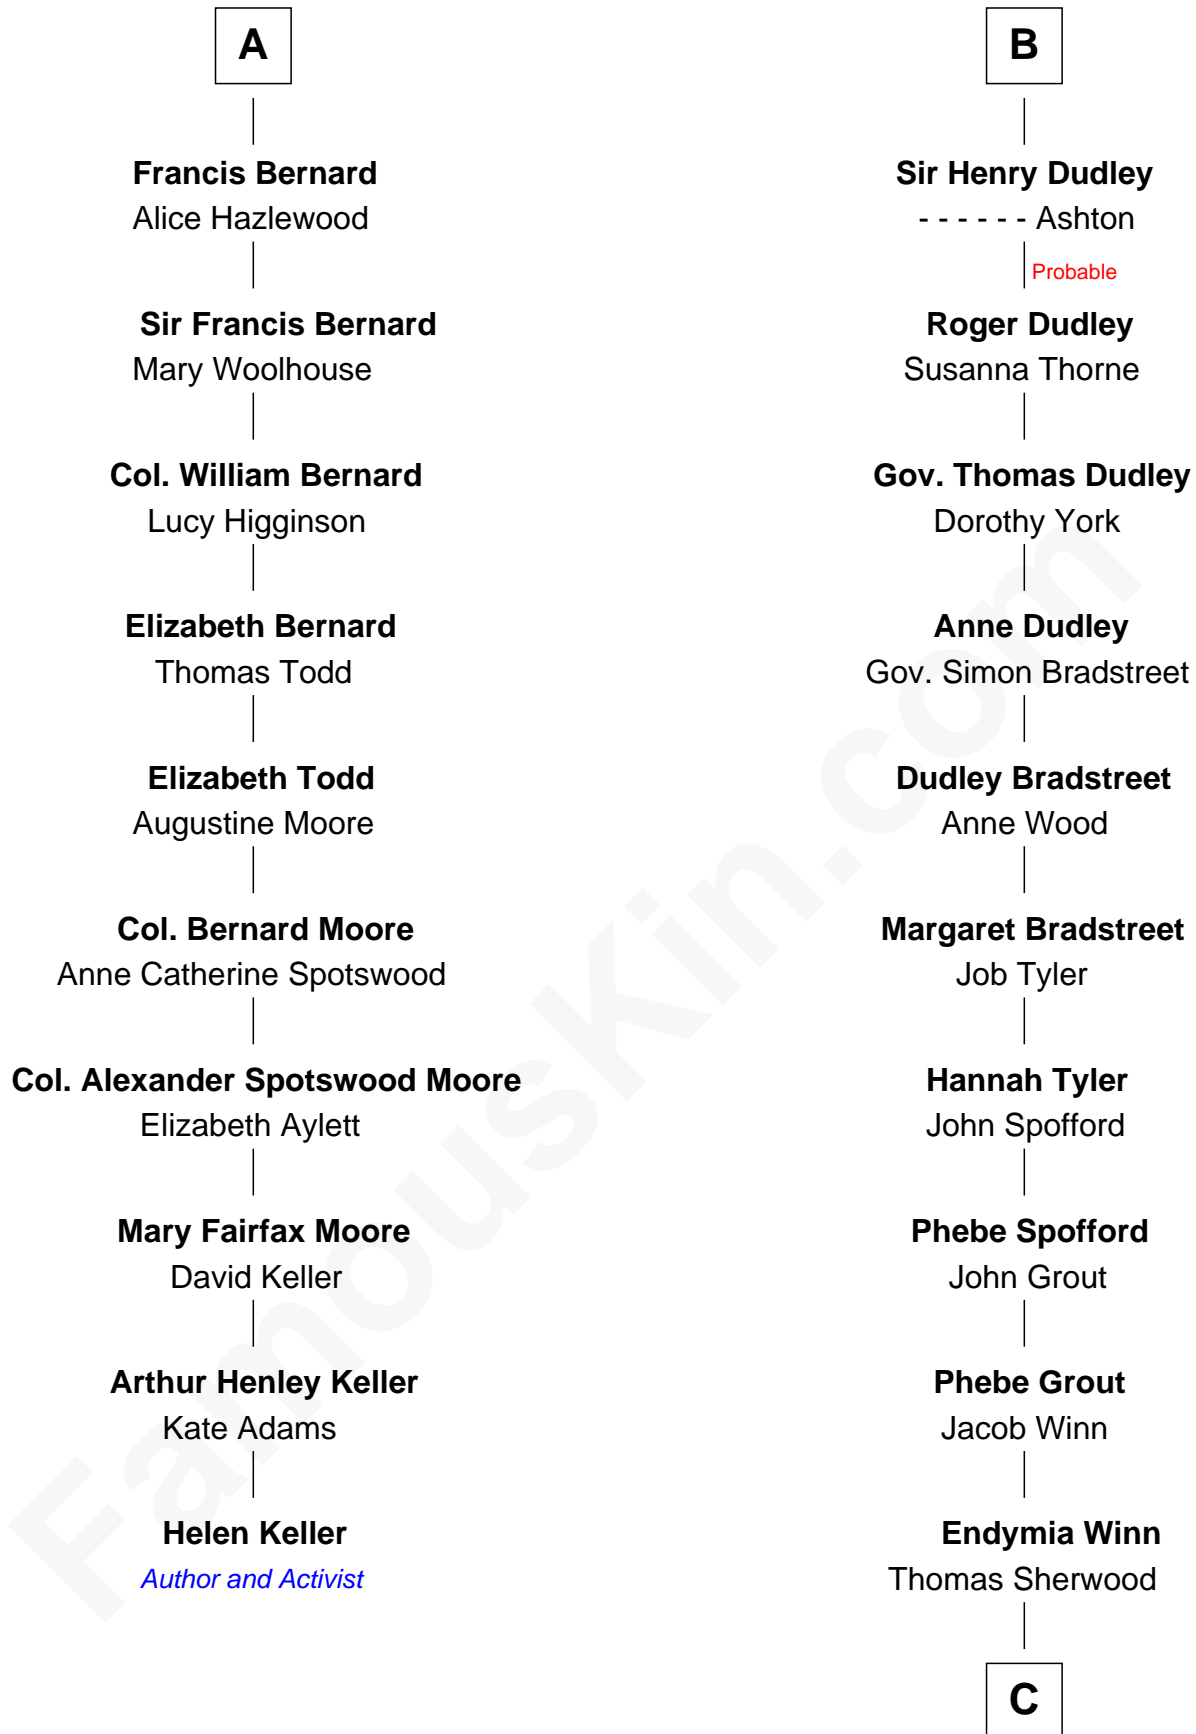 A
Francis Bernard
Alice Hazlewood
Sir Francis Bernard
Mary Woolhouse
Col. William Bernard
Lucy Higginson
Elizabeth Bernard
Thomas Todd
Elizabeth Todd
Augustine Moore
Col. Bernard Moore
Anne Catherine Spotswood
Col. Alexander Spotswood Moore
Elizabeth Aylett
Mary Fairfax Moore
David Keller
Arthur Henley Keller
Kate Adams
Helen Keller
Author and Activist
B
Sir Henry Dudley
- - - - - - Ashton
Probable
Roger Dudley
Susanna Thorne
Gov. Thomas Dudley
Dorothy York
Anne Dudley
Gov. Simon Bradstreet
Dudley Bradstreet
Anne Wood
Margaret Bradstreet
Job Tyler
Hannah Tyler
John Spofford
Phebe Spofford
John Grout
Phebe Grout
Jacob Winn
Endymia Winn
Thomas Sherwood
C
FamousKin.com